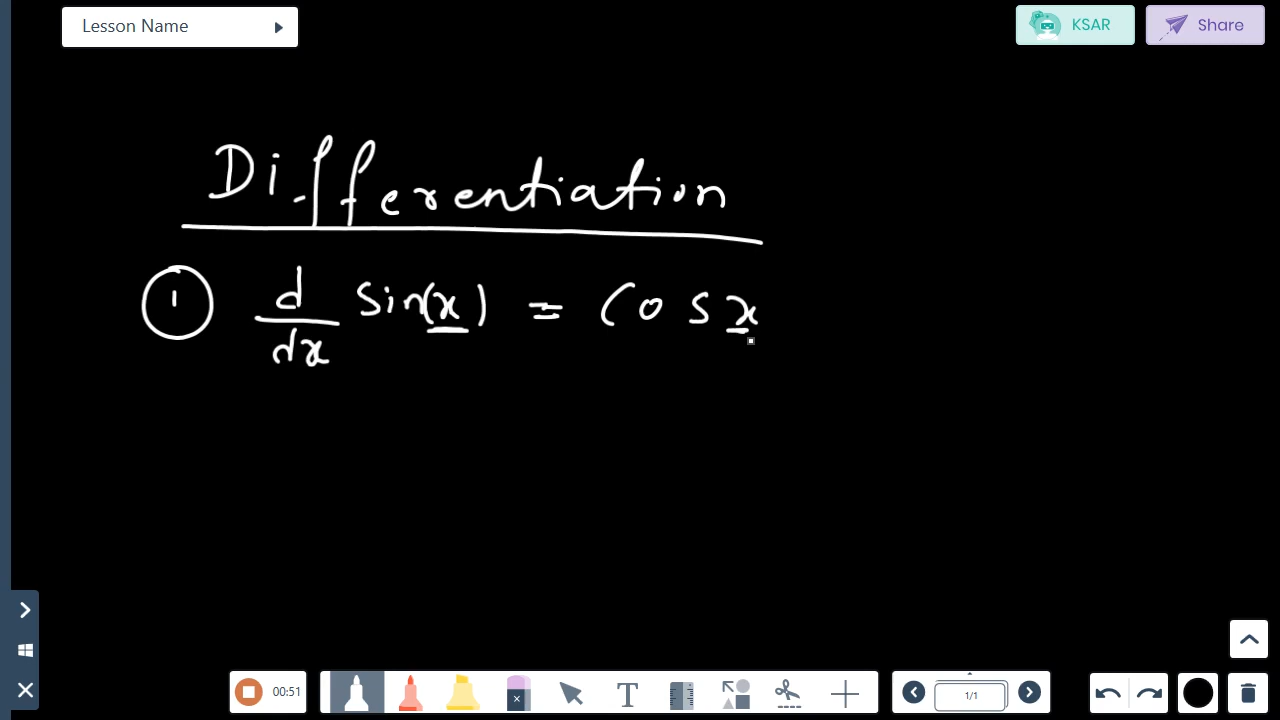 Lesson Name
KSAR
Share
Differentiation
① d/dx Sin(x) = Cos x
00:51
T
1/1